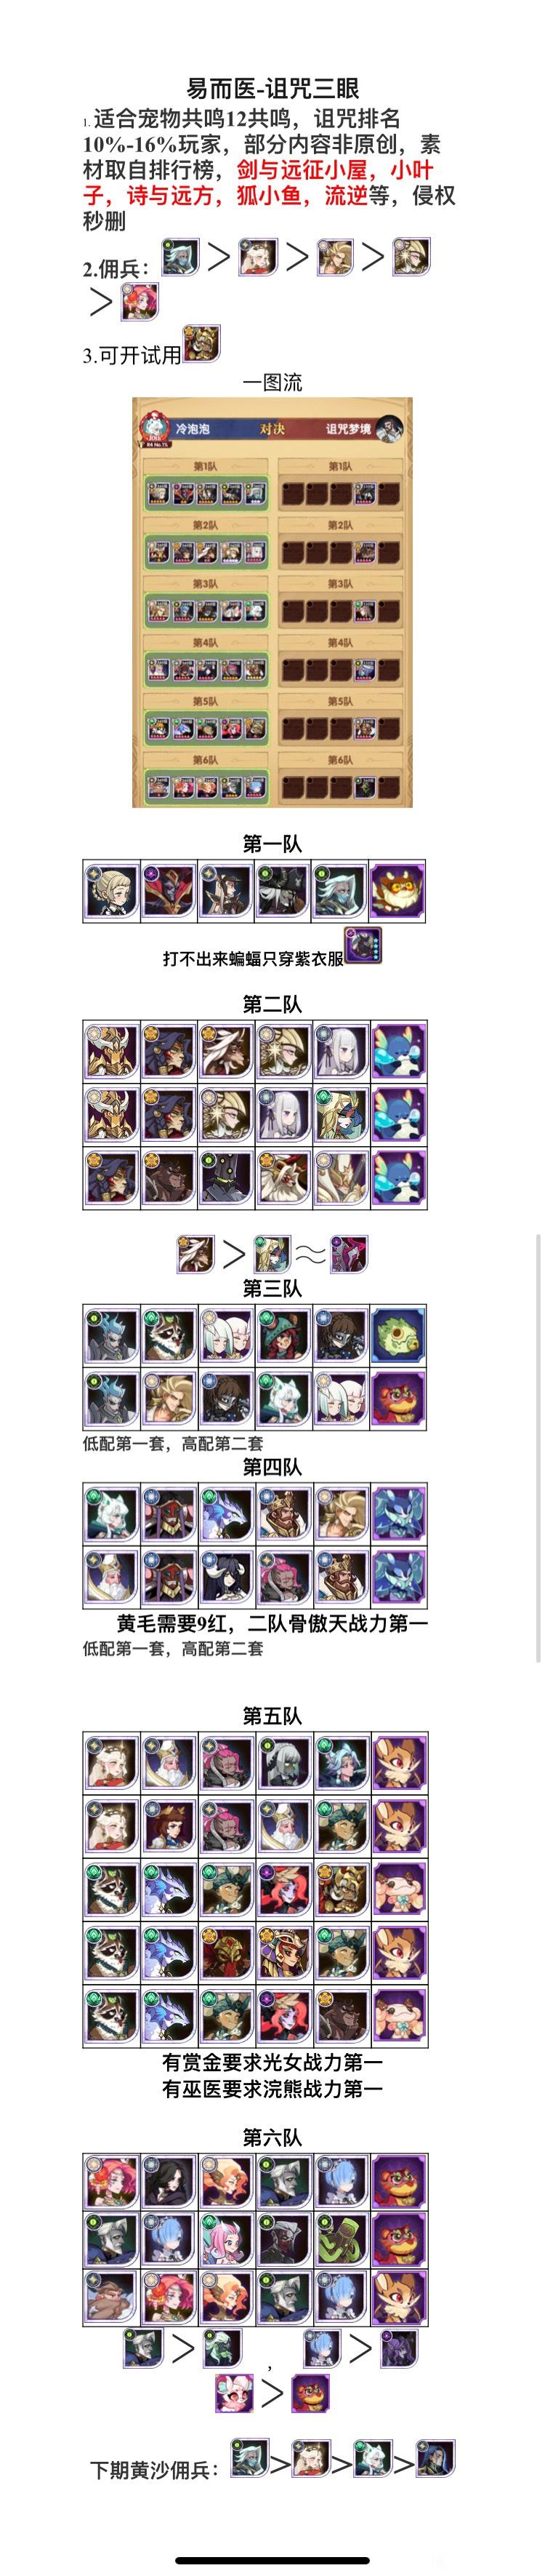 易而医-诅咒三眼
1. 适合宠物共鸣12共鸣，诅咒排名
10%-16%玩家，部分内容非原创，素
材取自排行榜，剑与远征小屋，小叶
子，诗与远方，狐小鱼，流逆等，侵权
秒删
2.佣兵： > > >
>
3.可开试用
一图流
冷泡泡 对决 诅咒梦境
第1队 第1队
第2队 第2队
第3队 第3队
第4队 第4队
第5队 第5队
第6队 第6队
第一队
打不出来蝙蝠只穿紫衣服
第二队
> ≈
第三队
低配第一套，高配第二套
第四队
黄毛需要9红，二队骨傲天战力第一
低配第一套，高配第二套
第五队
有赏金要求光女战力第一
有巫医要求浣熊战力第一
第六队
> ， >
>
下期黄沙佣兵： > > >